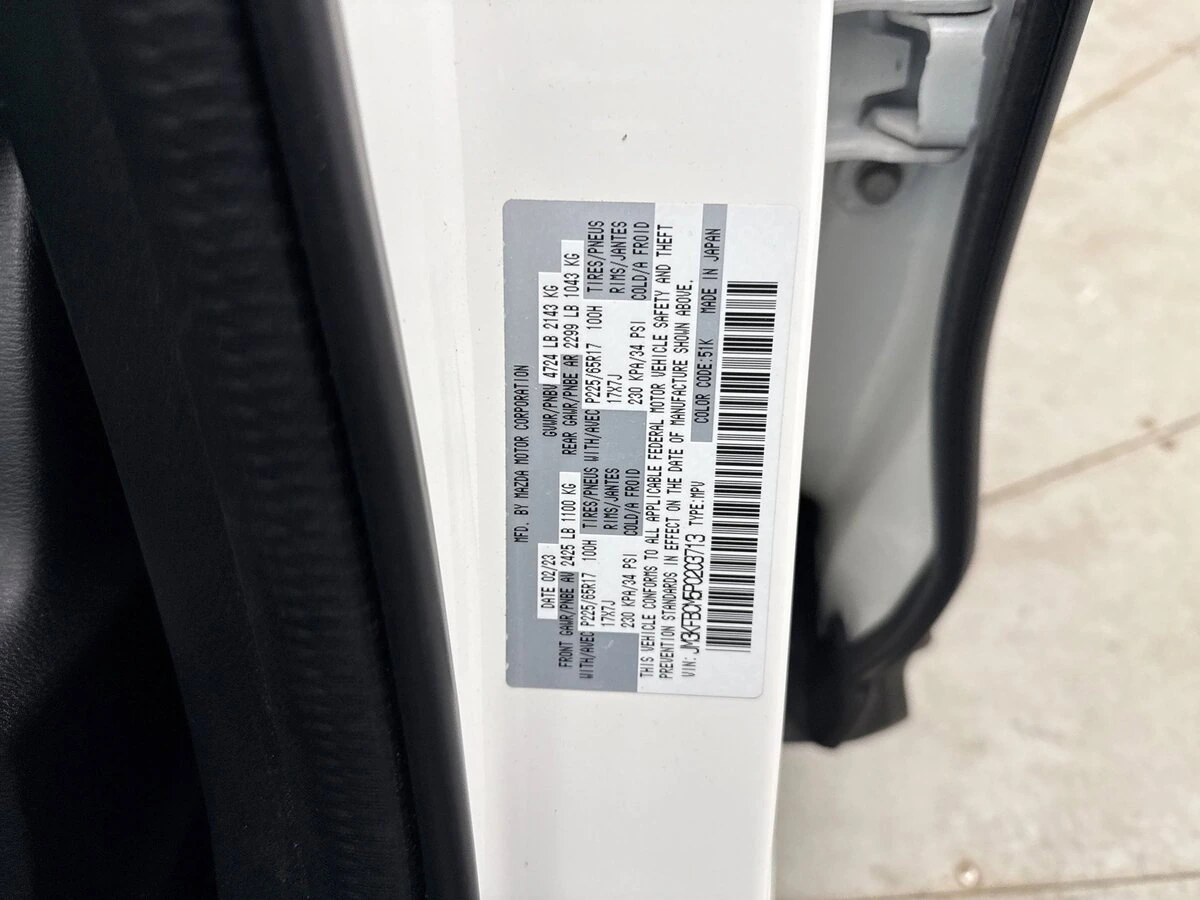 MFD. BY MAZDA MOTOR CORPORATION
DATE 02/23 GVWR/PNBV 4724 LB 2143 KG
FRONT GAWR/PNBE AV 2425 LB 1100 KG REAR GAWR/PNBE AR 2299 LB 1043 KG
WITH/AVEC P225/65R17 100H TIRES/PNEUS WITH/AVEC P225/65R17 100H TIRES/PNEUS
17X7J RIMS/JANTES 17X7J RIMS/JANTES
230 KPA/34 PSI COLD/A FROID 230 KPA/34 PSI COLD/A FROID
THIS VEHICLE CONFORMS TO ALL APPLICABLE FEDERAL MOTOR VEHICLE SAFETY AND THEFT
PREVENTION STANDARDS IN EFFECT ON THE DATE OF MANUFACTURE SHOWN ABOVE.
VIN: JM3KFBCM5P0203713 TYPE:MPV COLOR CODE:51K MADE IN JAPAN